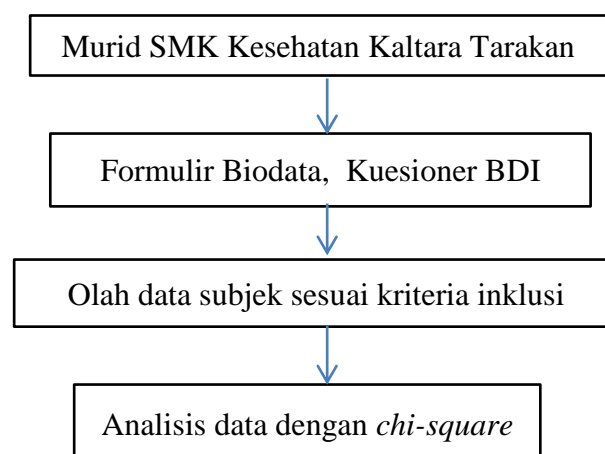 Murid SMK Kesehatan Kaltara Tarakan
Formulir Biodata, Kuesioner BDI
Olah data subjek sesuai kriteria inklusi
Analisis data dengan chi-square